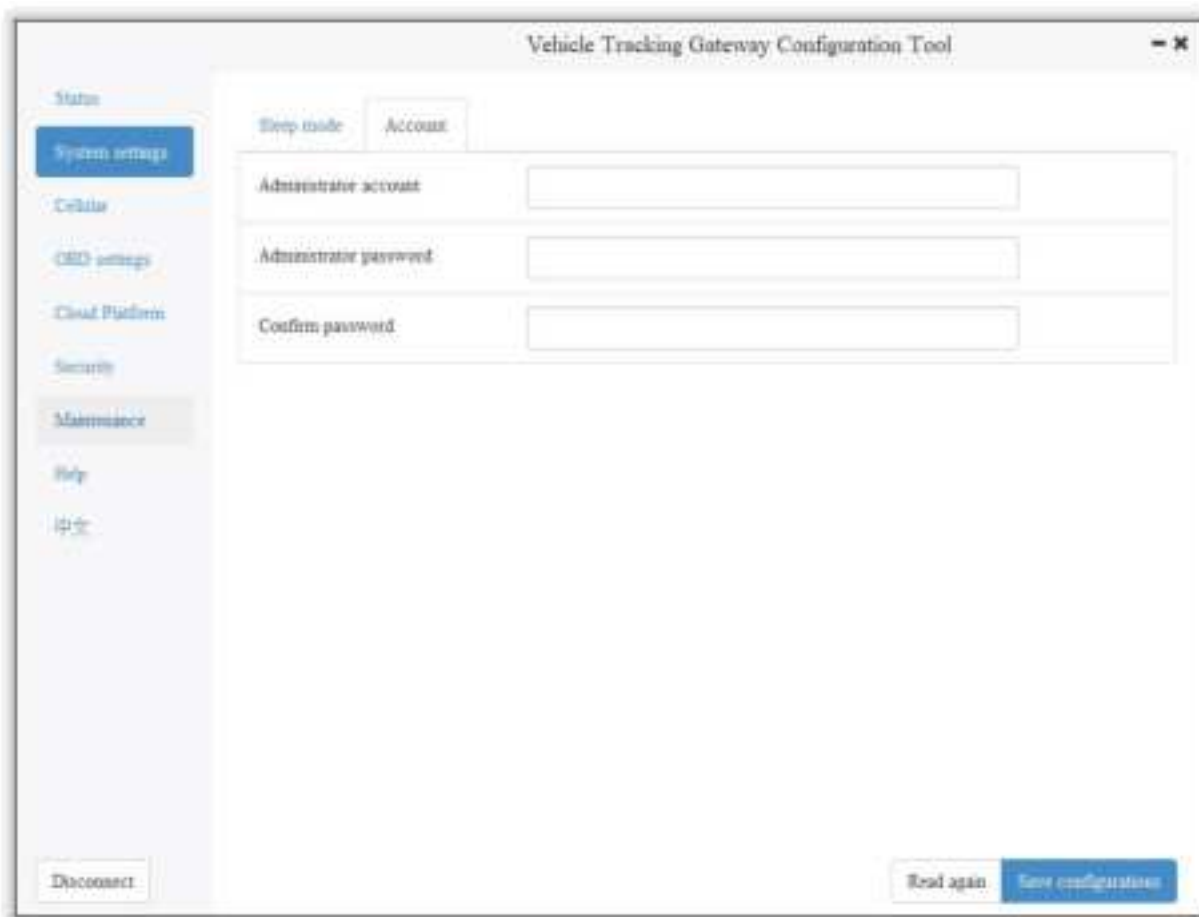 Vehicle Tracking Gateway Configuration Tool
Status
System settings
Cellular
OBD settings
Cloud Platform
Security
Maintenance
Help
中文
Sleep mode
Account
Administrator account
Administrator password
Confirm password
Disconnect
Read again
Save configurations